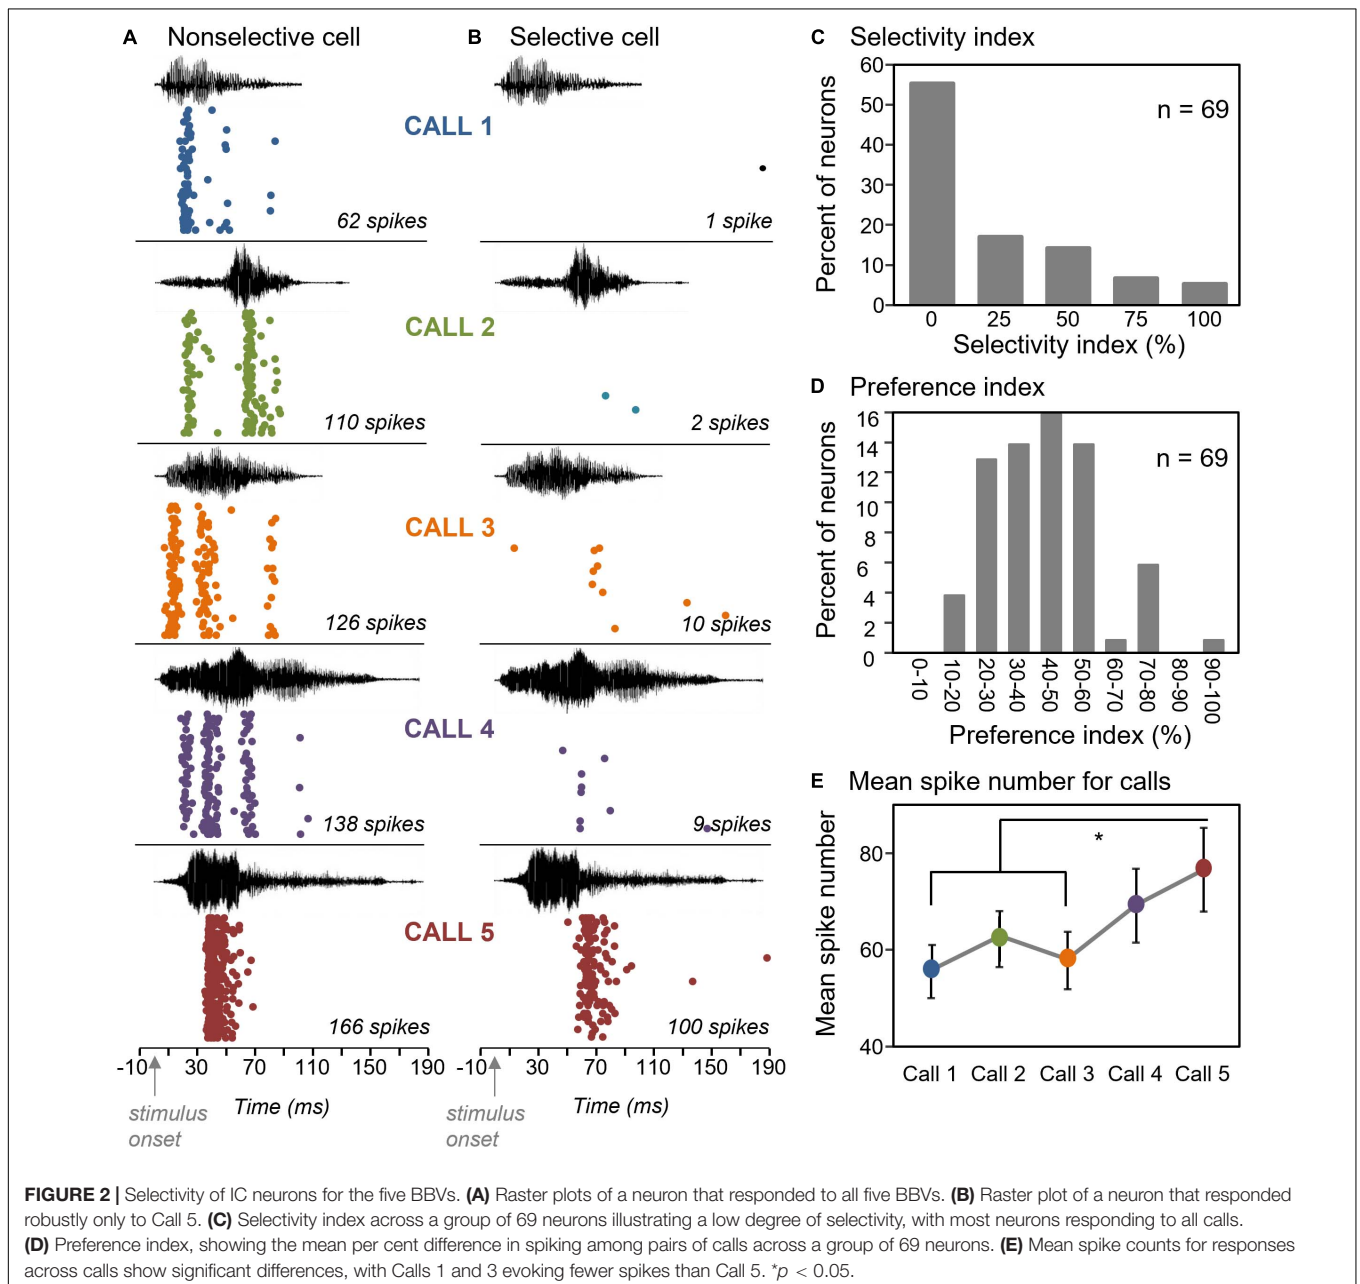 A Nonselective cell
CALL 1
62 spikes
CALL 2
110 spikes
CALL 3
126 spikes
CALL 4
138 spikes
CALL 5
166 spikes
-10 30 70 110 150 190
stimulus
onset
Time (ms)
B Selective cell
1 spike
2 spikes
10 spikes
9 spikes
100 spikes
-10 30 70 110 150 190
stimulus
onset
Time (ms)
C Selectivity index
Percent of neurons
60
50
40
30
20
10
0
n = 69
0 25 50 75 100
Selectivity index (%)
D Preference index
Percent of neurons
16
14
12
10
8
6
4
2
0
n = 69
0-10 10-20 20-30 30-40 40-50 50-60 60-70 70-80 80-90 90-100
Preference index (%)
E Mean spike number for calls
Mean spike number
80
60
40
*
Call 1 Call 2 Call 3 Call 4 Call 5
FIGURE 2 | Selectivity of IC neurons for the five BBVs. (A) Raster plots of a neuron that responded to all five BBVs. (B) Raster plot of a neuron that responded
robustly only to Call 5. (C) Selectivity index across a group of 69 neurons illustrating a low degree of selectivity, with most neurons responding to all calls.
(D) Preference index, showing the mean per cent difference in spiking among pairs of calls across a group of 69 neurons. (E) Mean spike counts for responses
across calls show significant differences, with Calls 1 and 3 evoking fewer spikes than Call 5. *p < 0.05.